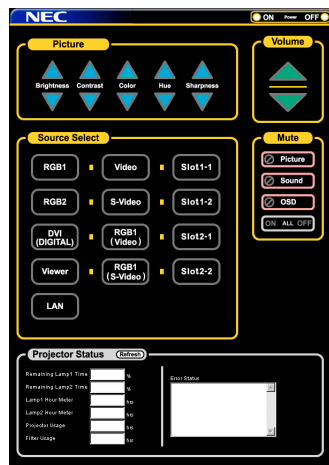 NEC
ON Power OFF
Picture
Brightness Contrast Color Hue Sharpness
Volume
Source Select
RGB1 Video Slot1-1
RGB2 S-Video Slot1-2
DVI (DIGITAL) RGB1 (Video) Slot2-1
Viewer RGB1 (S-Video) Slot2-2
LAN
Mute
Picture
Sound
OSD
ON ALL OFF
Projector Status Refresh
Remaining Lamp1 Time %
Remaining Lamp2 Time %
Lamp1 Hour Meter hrs
Lamp2 Hour Meter hrs
Projector Usage hrs
Filter Usage hrs
Error Status